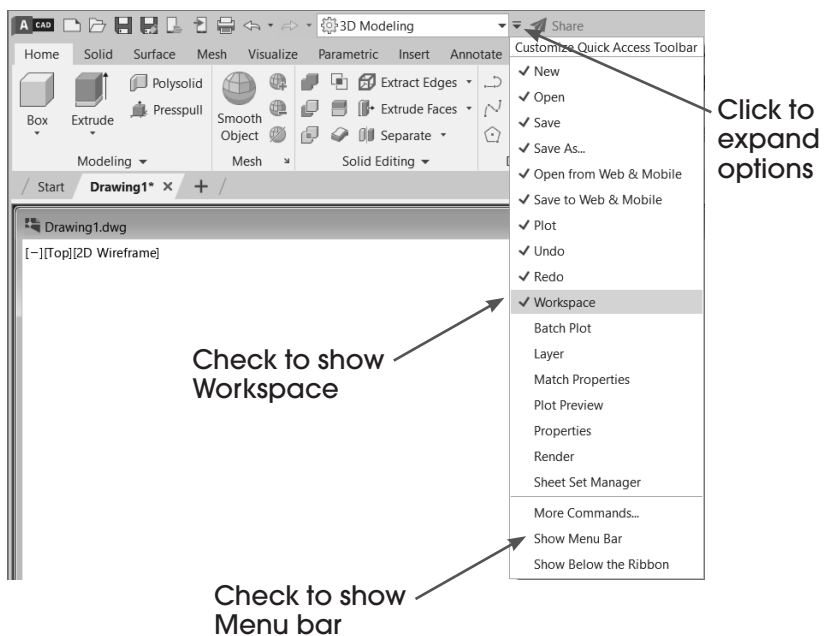 A CAD 3D Modeling Share
Home Solid Surface Mesh Visualize Parametric Insert Annotate
Customize Quick Access Toolbar
Box
Extrude
Polysolid
Presspull
Smooth
Object
Extract Edges
Extrude Faces
Separate
Modeling Mesh Solid Editing
Start Drawing1* × +
Drawing1.dwg
[−][Top][2D Wireframe]
✓ New
✓ Open
✓ Save
✓ Save As...
✓ Open from Web & Mobile
✓ Save to Web & Mobile
✓ Plot
✓ Undo
✓ Redo
✓ Workspace
Batch Plot
Layer
Match Properties
Plot Preview
Properties
Render
Sheet Set Manager
More Commands...
Show Menu Bar
Show Below the Ribbon
Click to
expand
options
Check to show
Workspace
Check to show
Menu bar